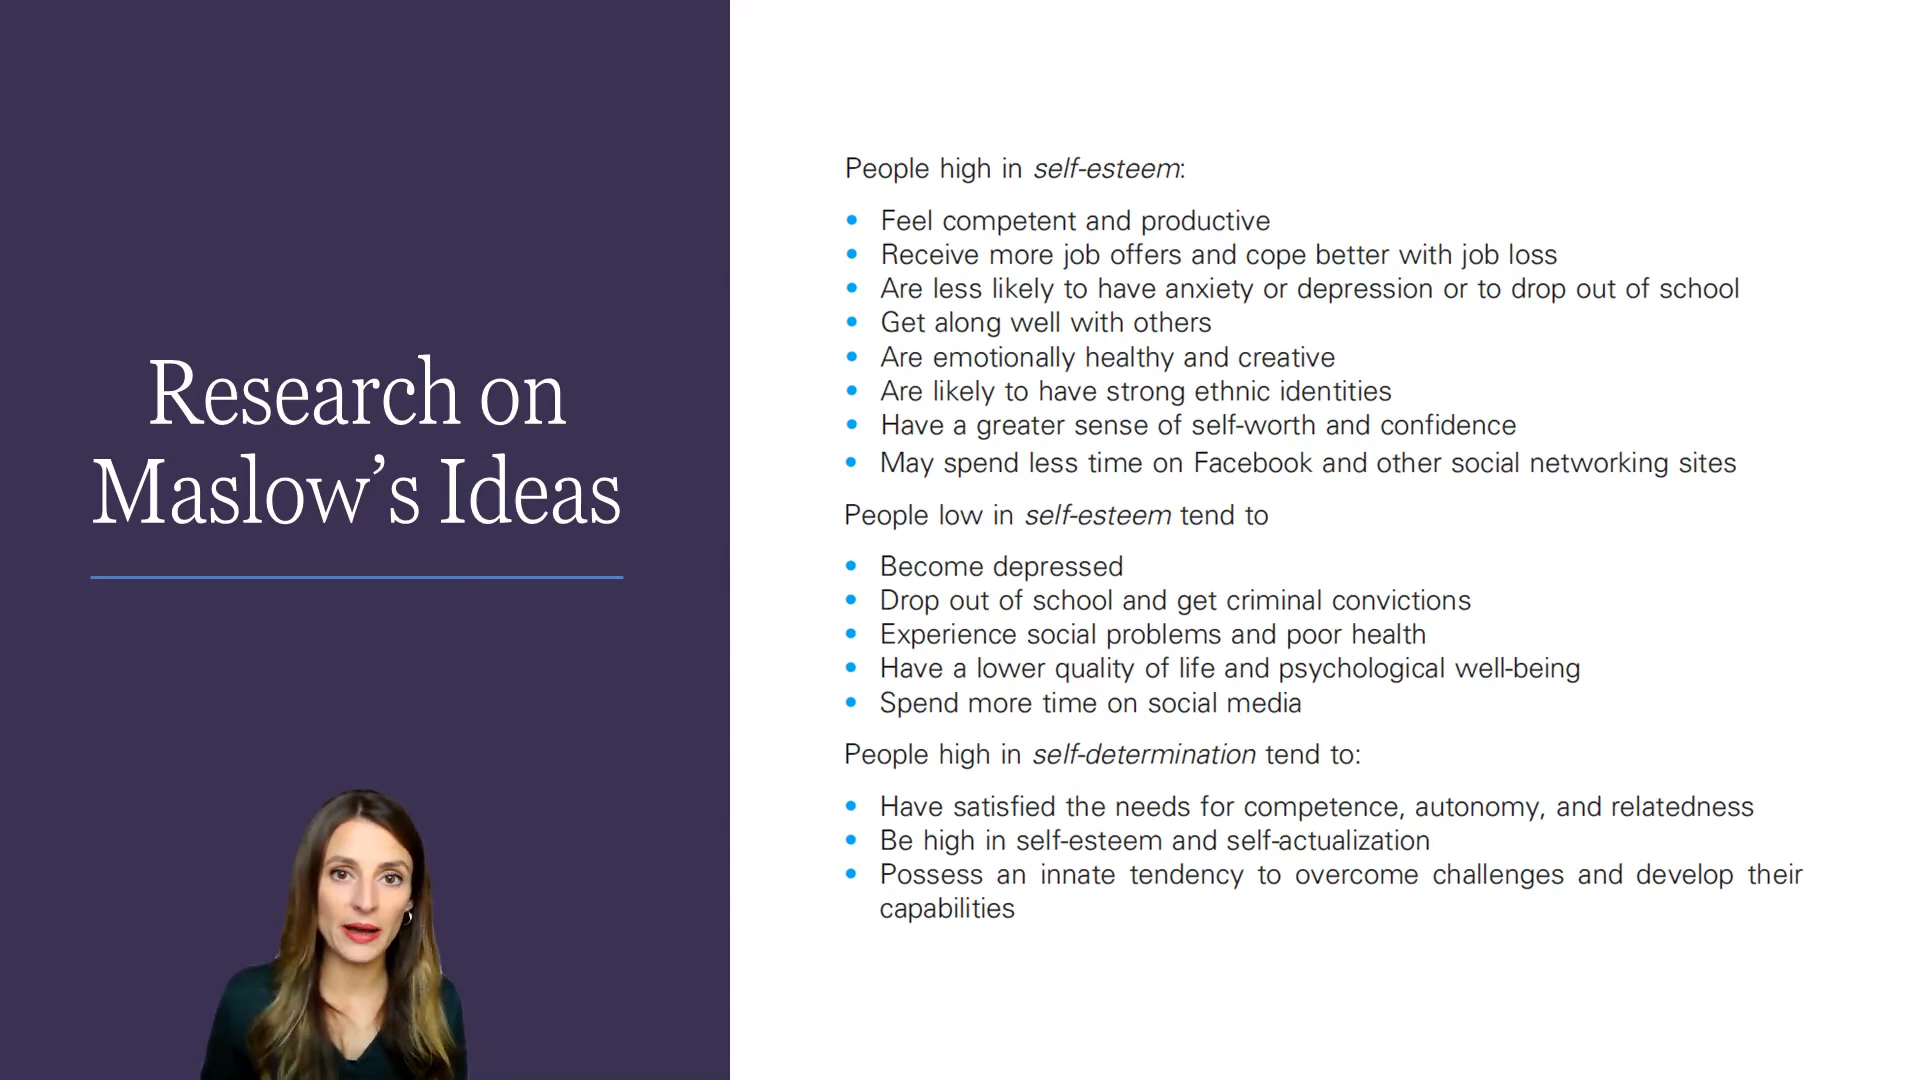 Research on
Maslow’s Ideas
People high in self-esteem:
• Feel competent and productive
• Receive more job offers and cope better with job loss
• Are less likely to have anxiety or depression or to drop out of school
• Get along well with others
• Are emotionally healthy and creative
• Are likely to have strong ethnic identities
• Have a greater sense of self-worth and confidence
• May spend less time on Facebook and other social networking sites
People low in self-esteem tend to
• Become depressed
• Drop out of school and get criminal convictions
• Experience social problems and poor health
• Have a lower quality of life and psychological well-being
• Spend more time on social media
People high in self-determination tend to:
• Have satisfied the needs for competence, autonomy, and relatedness
• Be high in self-esteem and self-actualization
• Possess an innate tendency to overcome challenges and develop their
capabilities